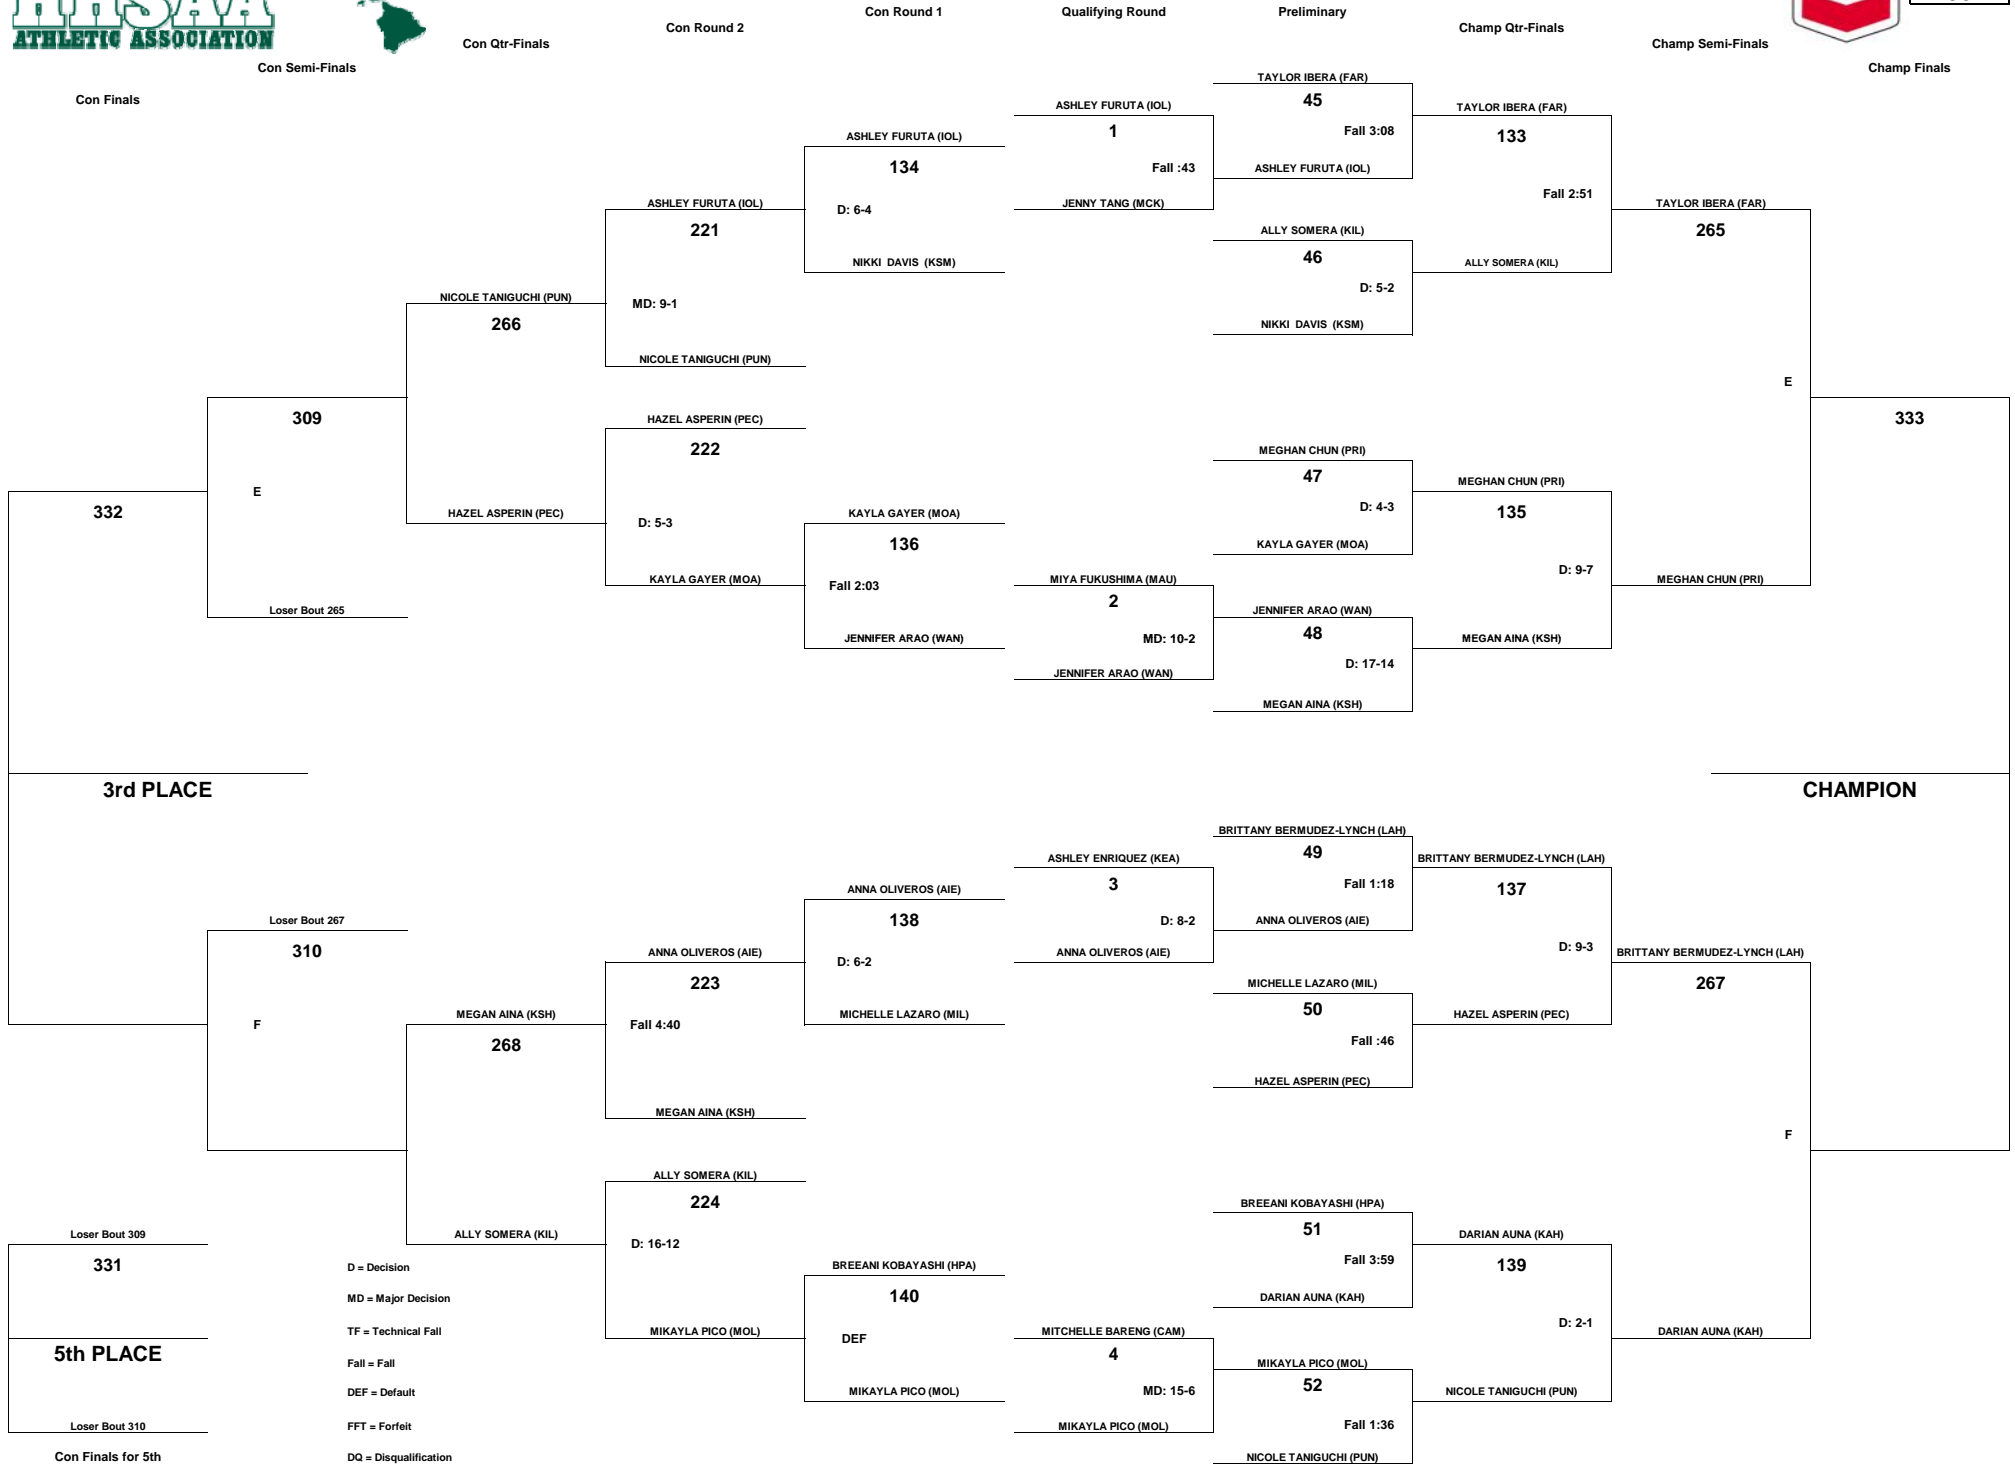 HHSAA
ATHLETIC ASSOCIATION
Con Round 1
Qualifying Round
Preliminary
Con Round 2
Champ Qtr-Finals
Con Qtr-Finals
Champ Semi-Finals
Con Semi-Finals
Champ Finals
Con Finals
TAYLOR IBERA (FAR)
45
Fall 3:08
ASHLEY FURUTA (IOL)
ASHLEY FURUTA (IOL)
1
Fall :43
JENNY TANG (MCK)
TAYLOR IBERA (FAR)
133
Fall 2:51
ALLY SOMERA (KIL)
ASHLEY FURUTA (IOL)
134
D: 6-4
NIKKI DAVIS (KSM)
ASHLEY FURUTA (IOL)
221
MD: 9-1
NICOLE TANIGUCHI (PUN)
TAYLOR IBERA (FAR)
265
E
MEGHAN CHUN (PRI)
ALLY SOMERA (KIL)
46
D: 5-2
NIKKI DAVIS (KSM)
NICOLE TANIGUCHI (PUN)
266
HAZEL ASPERIN (PEC)
309
E
Loser Bout 265
HAZEL ASPERIN (PEC)
222
D: 5-3
KAYLA GAYER (MOA)
333
MEGHAN CHUN (PRI)
47
D: 4-3
KAYLA GAYER (MOA)
MEGHAN CHUN (PRI)
135
D: 9-7
MEGAN AINA (KSH)
332
KAYLA GAYER (MOA)
136
Fall 2:03
JENNIFER ARAO (WAN)
MIYA FUKUSHIMA (MAU)
2
MD: 10-2
JENNIFER ARAO (WAN)
JENNIFER ARAO (WAN)
48
D: 17-14
MEGAN AINA (KSH)
3rd PLACE
CHAMPION
BRITTANY BERMUDEZ-LYNCH (LAH)
49
Fall 1:18
ANNA OLIVEROS (AIE)
ASHLEY ENRIQUEZ (KEA)
3
D: 8-2
ANNA OLIVEROS (AIE)
BRITTANY BERMUDEZ-LYNCH (LAH)
137
D: 9-3
HAZEL ASPERIN (PEC)
ANNA OLIVEROS (AIE)
138
D: 6-2
MICHELLE LAZARO (MIL)
Loser Bout 267
310
F
ANNA OLIVEROS (AIE)
223
Fall 4:40
MEGAN AINA (KSH)
BRITTANY BERMUDEZ-LYNCH (LAH)
267
F
DARIAN AUNA (KAH)
MICHELLE LAZARO (MIL)
50
Fall :46
HAZEL ASPERIN (PEC)
MEGAN AINA (KSH)
268
ALLY SOMERA (KIL)
ALLY SOMERA (KIL)
224
D: 16-12
MIKAYLA PICO (MOL)
BREEANI KOBAYASHI (HPA)
51
Fall 3:59
DARIAN AUNA (KAH)
DARIAN AUNA (KAH)
139
D: 2-1
NICOLE TANIGUCHI (PUN)
BREEANI KOBAYASHI (HPA)
140
DEF
MIKAYLA PICO (MOL)
MITCHELLE BARENG (CAM)
4
MD: 15-6
MIKAYLA PICO (MOL)
MIKAYLA PICO (MOL)
52
Fall 1:36
NICOLE TANIGUCHI (PUN)
Loser Bout 309
331
5th PLACE
Loser Bout 310
Con Finals for 5th
D = Decision
MD = Major Decision
TF = Technical Fall
Fall = Fall
DEF = Default
FFT = Forfeit
DQ = Disqualification